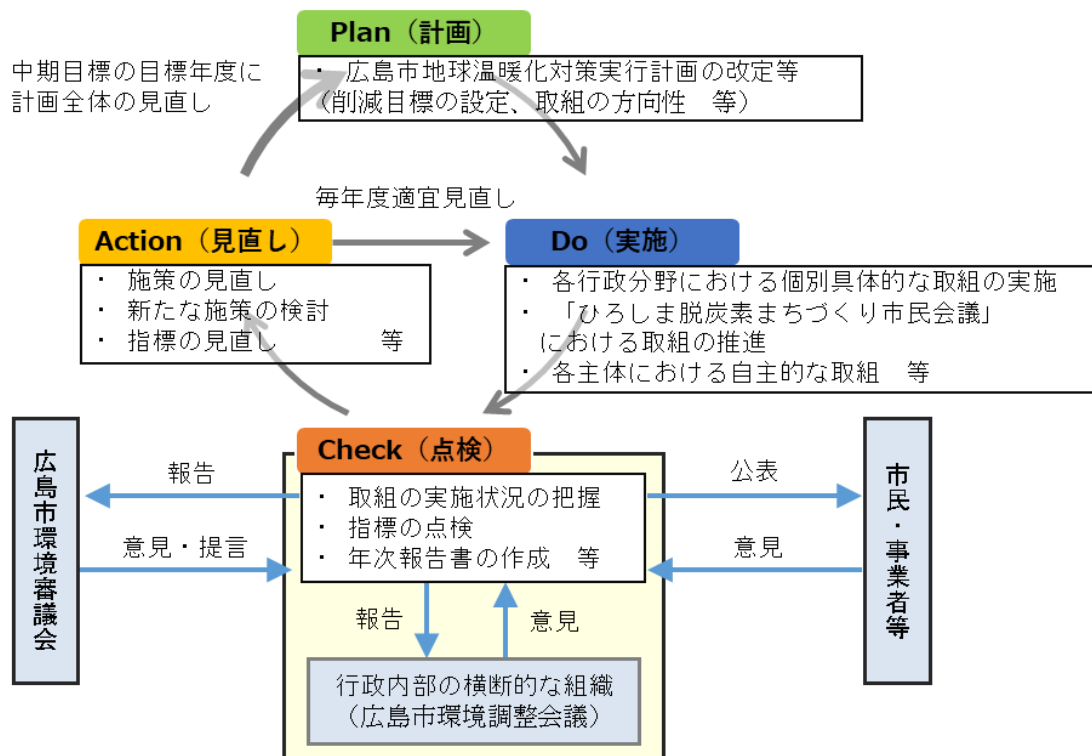 Plan（計画）
中期目標の目標年度に
計画全体の見直し
・ 広島市地球温暖化対策実行計画の改定等
（削減目標の設定、取組の方向性　等）
毎年度適宜見直し
Action（見直し）
・ 施策の見直し
・ 新たな施策の検討
・ 指標の見直し　　　　等
Do（実施）
・ 各行政分野における個別具体的な取組の実施
・ 「ひろしま脱炭素まちづくり市民会議」
における取組の推進
・ 各主体における自主的な取組　等
Check（点検）
・ 取組の実施状況の把握
・ 指標の点検
・ 年次報告書の作成　等
広島市環境審議会
報告
意見・提言
公表
意見
市民・事業者等
報告
意見
行政内部の横断的な組織
（広島市環境調整会議）